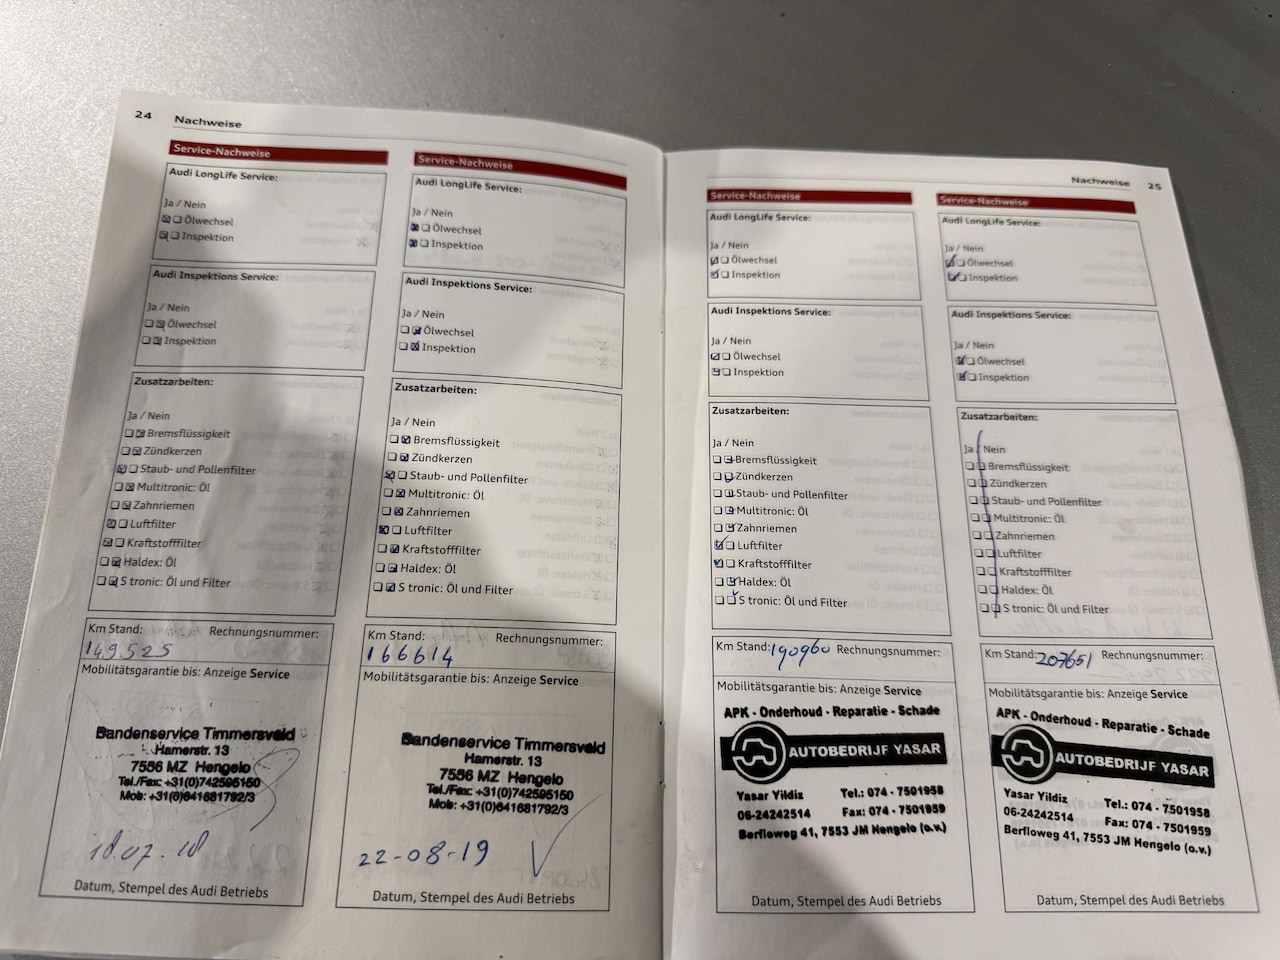 24 Nachweise
Service-Nachweise
Audi LongLife Service:
Ja / Nein
Ölwechsel
Inspektion
Audi Inspektions Service:
Ja / Nein
Ölwechsel
Inspektion
Zusatzarbeiten:
Ja / Nein
Bremsflüssigkeit
Zündkerzen
Staub- und Pollenfilter
Multitronic: Öl
Zahnriemen
Luftfilter
Kraftstofffilter
Haldex: Öl
S tronic: Öl und Filter
Km Stand: Rechnungsnummer:
149525
Mobilitätsgarantie bis: Anzeige Service
Bandenservice Timmersveld
Hamerstr. 13
7556 MZ Hengelo
Tel./Fax: +31(0)742595150
Mob: +31(0)641681792/3
18.07.18
Datum, Stempel des Audi Betriebs
Service-Nachweise
Audi LongLife Service:
Ja / Nein
Ölwechsel
Inspektion
Audi Inspektions Service:
Ja / Nein
Ölwechsel
Inspektion
Zusatzarbeiten:
Ja / Nein
Bremsflüssigkeit
Zündkerzen
Staub- und Pollenfilter
Multitronic: Öl
Zahnriemen
Luftfilter
Kraftstofffilter
Haldex: Öl
S tronic: Öl und Filter
Km Stand: Rechnungsnummer:
166614
Mobilitätsgarantie bis: Anzeige Service
Bandenservice Timmersveld
Hamerstr. 13
7556 MZ Hengelo
Tel./Fax: +31(0)742595150
Mob: +31(0)641681792/3
22-08-19
Datum, Stempel des Audi Betriebs
Nachweise 25
Service-Nachweise
Audi LongLife Service:
Ja / Nein
Ölwechsel
Inspektion
Audi Inspektions Service:
Ja / Nein
Ölwechsel
Inspektion
Zusatzarbeiten:
Ja / Nein
Bremsflüssigkeit
Zündkerzen
Staub- und Pollenfilter
Multitronic: Öl
Zahnriemen
Luftfilter
Kraftstofffilter
Haldex: Öl
S tronic: Öl und Filter
Km Stand: 190960 Rechnungsnummer:
Mobilitätsgarantie bis: Anzeige Service
APK - Onderhoud - Reparatie - Schade
AUTOBEDRIJF YASAR
Yasar Yildiz Tel.: 074 - 7501958
06-24242514 Fax: 074 - 7501959
Berfloweg 41, 7553 JM Hengelo (o.v.)
Datum, Stempel des Audi Betriebs
Service-Nachweise
Audi LongLife Service:
Ja / Nein
Ölwechsel
Inspektion
Audi Inspektions Service:
Ja / Nein
Ölwechsel
Inspektion
Zusatzarbeiten:
Ja / Nein
Bremsflüssigkeit
Zündkerzen
Staub- und Pollenfilter
Multitronic: Öl
Zahnriemen
Luftfilter
Kraftstofffilter
Haldex: Öl
S tronic: Öl und Filter
Km Stand: 207651 Rechnungsnummer:
Mobilitätsgarantie bis: Anzeige Service
APK - Onderhoud - Reparatie - Schade
AUTOBEDRIJF YASAR
Yasar Yildiz Tel.: 074 - 7501958
06-24242514 Fax: 074 - 7501959
Berfloweg 41, 7553 JM Hengelo (o.v.)
Datum, Stempel des Audi Betriebs